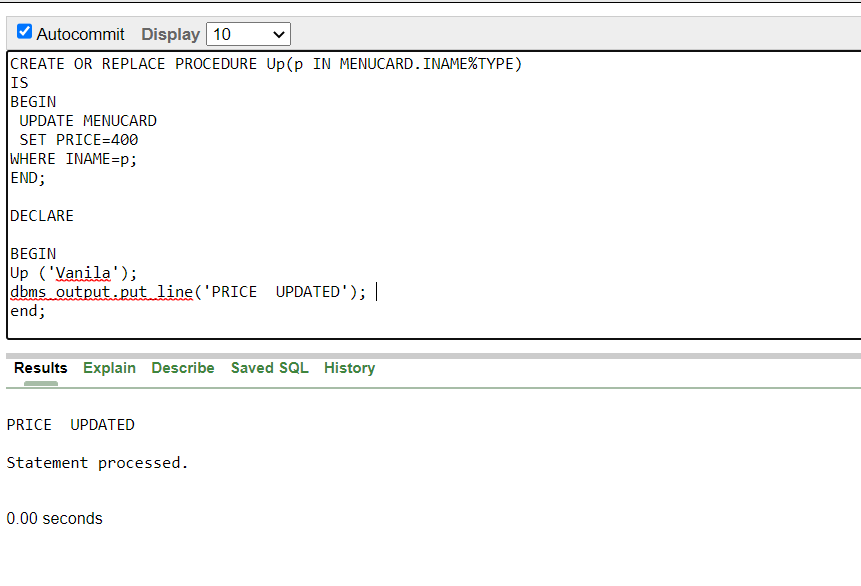 Autocommit Display 10
CREATE OR REPLACE PROCEDURE Up(p IN MENUCARD.INAME%TYPE)
IS
BEGIN
 UPDATE MENUCARD
 SET PRICE=400
WHERE INAME=p;
END;

DECLARE

BEGIN
Up ('Vanila');
dbms_output.put_line('PRICE  UPDATED');
end;
Results Explain Describe Saved SQL History
PRICE  UPDATED
Statement processed.
0.00 seconds